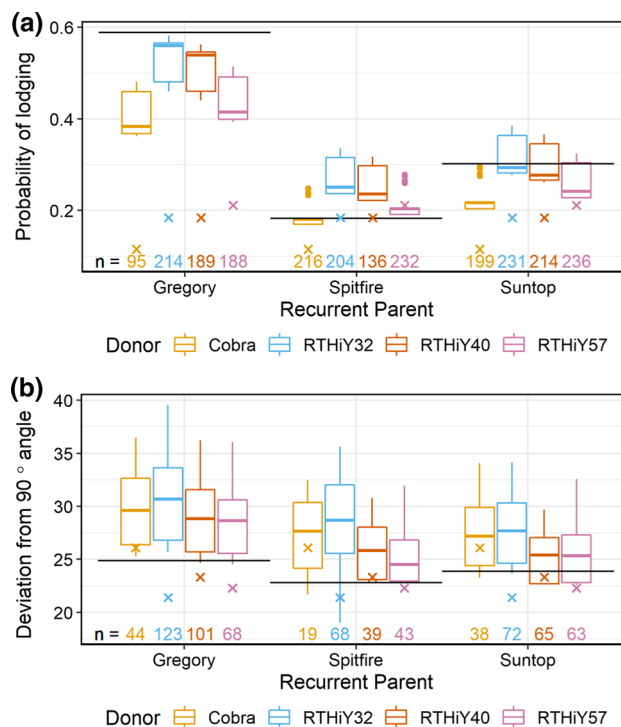 (a)
Probability of lodging
0.6
0.4
0.2
n = 95 214 189 188 216 204 136 232 199 231 214 236
Gregory Spitfire Suntop
Recurrent Parent
Donor Cobra RTHiY32 RTHiY40 RTHiY57
(b)
Deviation from 90 ° angle
40
35
30
25
20
n = 44 123 101 68 19 68 39 43 38 72 65 63
Gregory Spitfire Suntop
Recurrent Parent
Donor Cobra RTHiY32 RTHiY40 RTHiY57